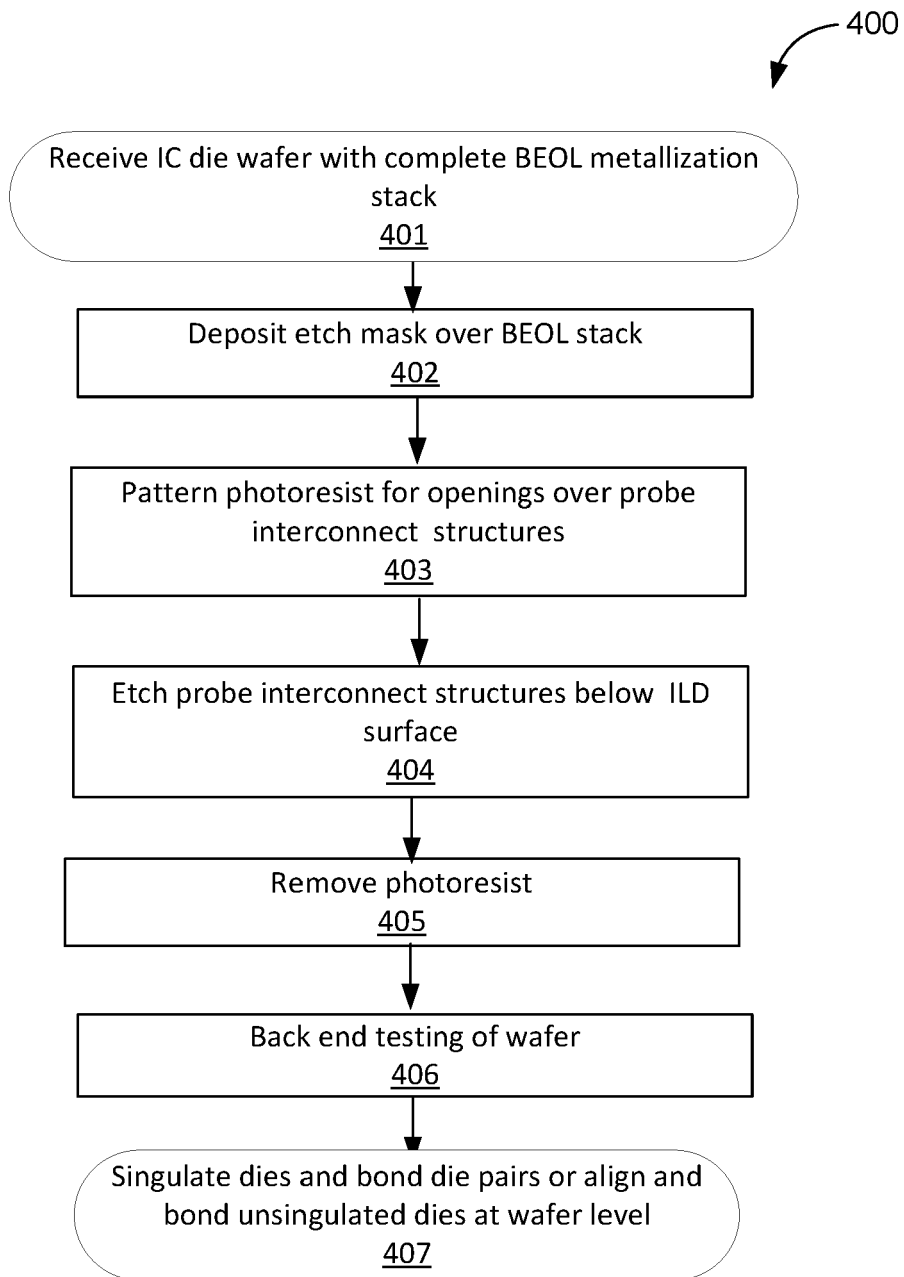 400
Receive IC die wafer with complete BEOL metallization
stack
401
Deposit etch mask over BEOL stack
402
Pattern photoresist for openings over probe
interconnect structures
403
Etch probe interconnect structures below ILD
surface
404
Remove photoresist
405
Back end testing of wafer
406
Singulate dies and bond die pairs or align and
bond unsingulated dies at wafer level
407